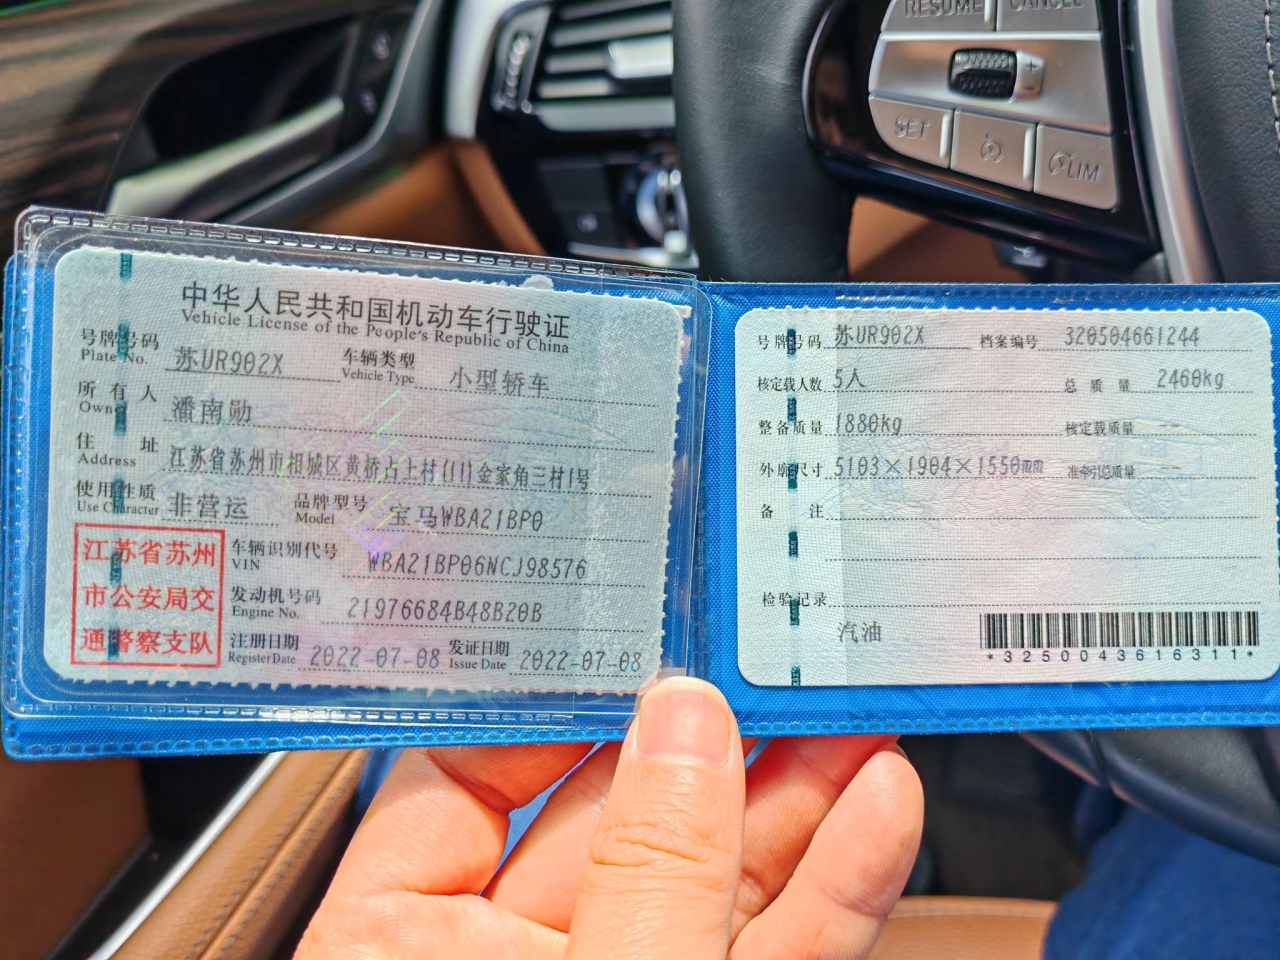 RESUME
CANCEL
+
SET
LIM
中华人民共和国机动车行驶证
Vehicle License of the People's Republic of China
号牌号码 苏UR902X 车辆类型 小型轿车
Plate No. Vehicle Type
所有人 潘南勋
Owner
住址 江苏省苏州市相城区黄桥占上村(11)金家角三村1号
Address
使用性质 非营运 品牌型号 宝马WBA21BP0
Use Character Model
江苏省苏州
市公安局交
通警察支队
车辆识别代号 WBA21BP06NCJ98576
VIN
发动机号码 21976684B48B20B
Engine No.
注册日期 2022-07-08 发证日期 2022-07-08
Register Date Issue Date
号牌号码 苏UR902X 档案编号 320504661244
核定载人数 5人 总质量 2460kg
整备质量 1880kg 核定载质量 --
外廓尺寸 5103×1904×1550mm 准牵引总质量 --
备注
检验记录
汽油
*3250043616311*